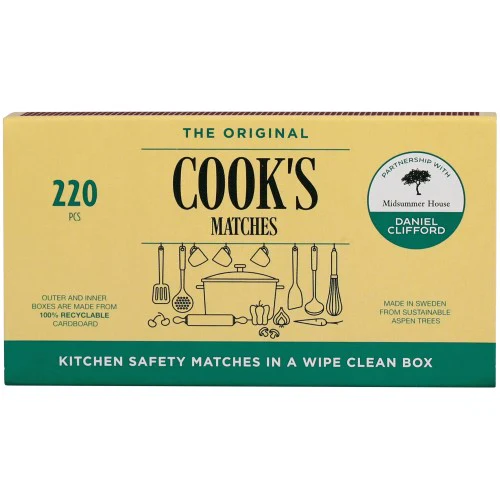 THE ORIGINAL
COOK'S
MATCHES
220
PCS
PARTNERSHIP WITH
Midsummer House
DANIEL
CLIFFORD
OUTER AND INNER
BOXES ARE MADE FROM
100% RECYCLABLE
CARDBOARD
MADE IN SWEDEN
FROM SUSTAINABLE
ASPEN TREES
KITCHEN SAFETY MATCHES IN A WIPE CLEAN BOX